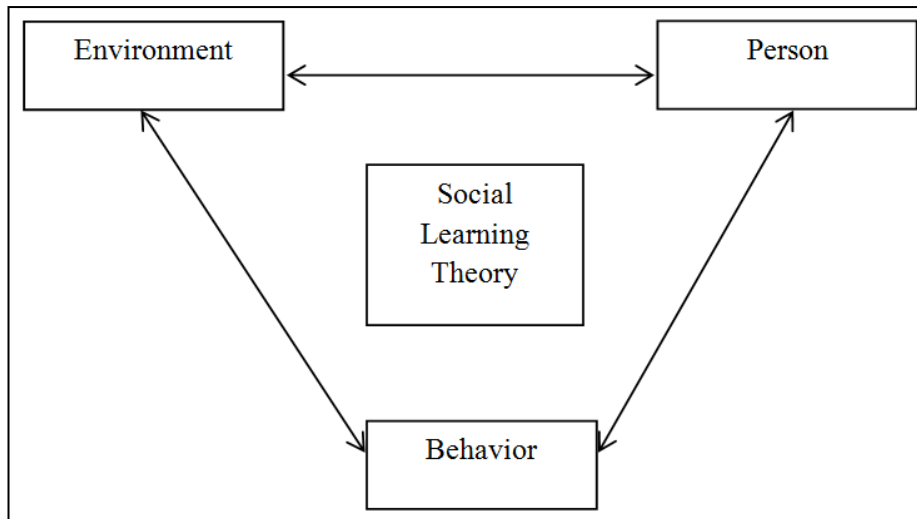 Environment
Person
Social
Learning
Theory
Behavior